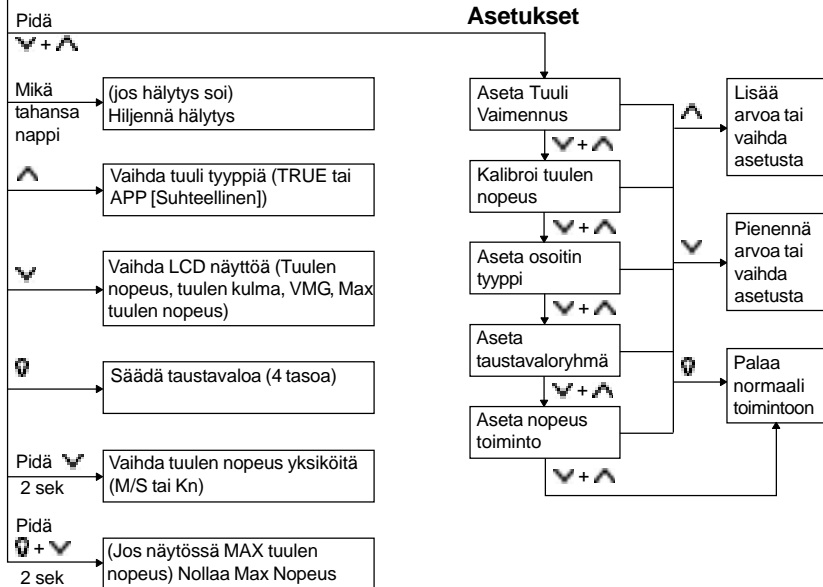 Pidä
+
Asetukset
Mikä
tahansa
nappi
(jos hälytys soi)
Hiljennä hälytys
Vaihda tuuli tyyppiä (TRUE tai
APP [Suhteellinen])
Vaihda LCD näyttöä (Tuulen
nopeus, tuulen kulma, VMG, Max
tuulen nopeus)
Säädä taustavaloa (4 tasoa)
Pidä
2 sek
Vaihda tuulen nopeus yksiköitä
(M/S tai Kn)
Pidä
+
2 sek
(Jos näytössä MAX tuulen
nopeus) Nollaa Max Nopeus
Aseta Tuuli
Vaimennus
+
Kalibroi tuulen
nopeus
+
Aseta osoitin
tyyppi
+
Aseta
taustavaloryhmä
+
Aseta nopeus
toiminto
+
Lisää
arvoa tai
vaihda
asetusta
Pienennä
arvoa tai
vaihda
asetusta
Palaa
normaali
toimintoon